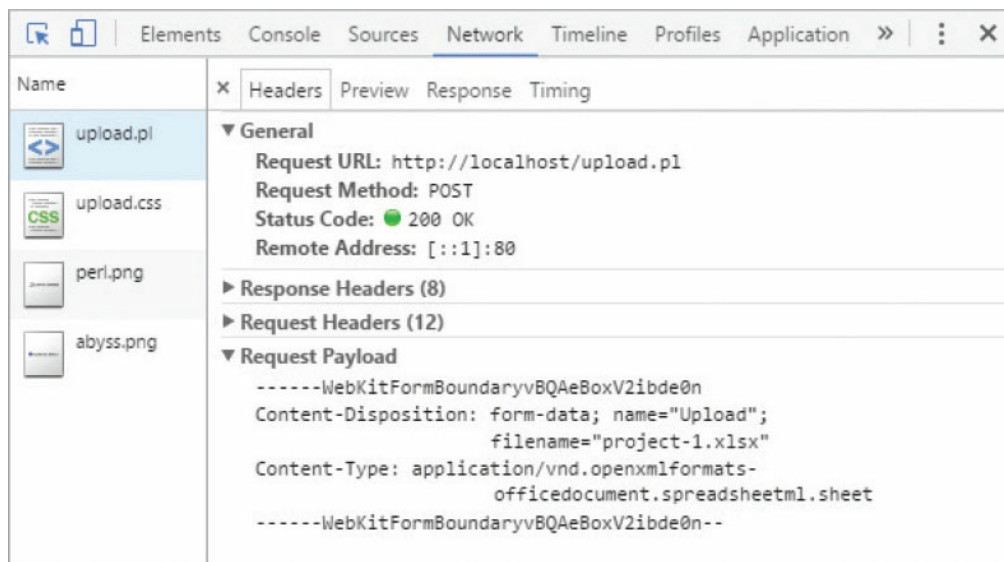 Elements Console Sources Network Timeline Profiles Application »
Name
× Headers Preview Response Timing
upload.pl
CSS upload.css
perl.png
abyss.png
General
Request URL: http://localhost/upload.pl
Request Method: POST
Status Code: 200 OK
Remote Address: [::1]:80
Response Headers (8)
Request Headers (12)
Request Payload
------WebKitFormBoundaryvBQAeBoxV2ibde0n
Content-Disposition: form-data; name="Upload";
filename="project-1.xlsx"
Content-Type: application/vnd.openxmlformats-
officedocument.spreadsheetml.sheet
------WebKitFormBoundaryvBQAeBoxV2ibde0n--